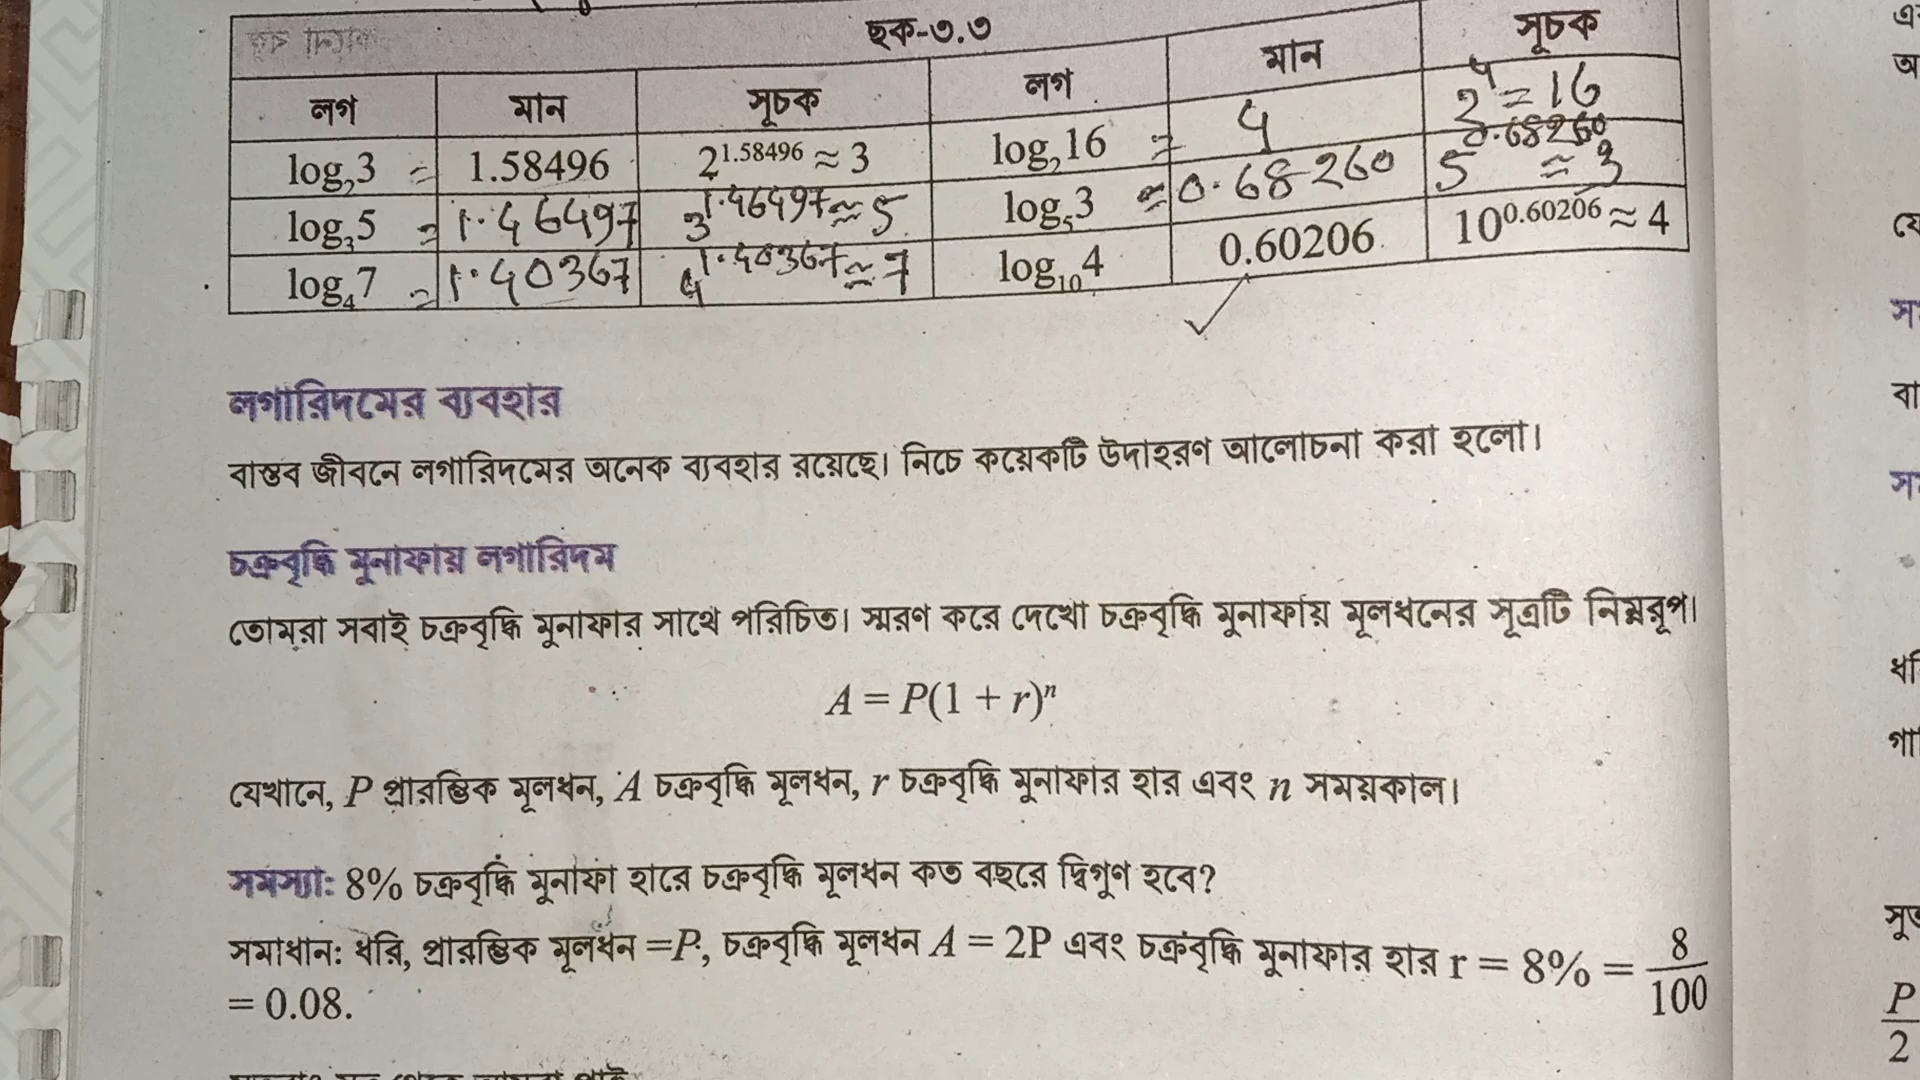 ছক-৩.৩
লগ মান সূচক লগ মান সূচক
log₂3 = 1.58496 2^1.58496 ≈ 3 log₂16 = 4 2^4 = 16
log₃5 = 1.46497 3^1.46497 ≈ 5 log₅3 ≈ 0.68260 5^0.68260 ≈ 3
log₄7 = 1.40367 4^1.40367 ≈ 7 log₁₀4 0.60206 10^0.60206 ≈ 4
লগারিদমের ব্যবহার
বাস্তব জীবনে লগারিদমের অনেক ব্যবহার রয়েছে। নিচে কয়েকটি উদাহরণ আলোচনা করা হলো।
চক্রবৃদ্ধি মুনাফায় লগারিদম
তোমরা সবাই চক্রবৃদ্ধি মুনাফার সাথে পরিচিত। স্মরণ করে দেখো চক্রবৃদ্ধি মুনাফায় মূলধনের সূত্রটি নিম্নরূপ।
A = P(1 + r)ⁿ
যেখানে, P প্রারম্ভিক মূলধন, A চক্রবৃদ্ধি মূলধন, r চক্রবৃদ্ধি মুনাফার হার এবং n সময়কাল।
সমস্যা: 8% চক্রবৃদ্ধি মুনাফা হারে চক্রবৃদ্ধি মূলধন কত বছরে দ্বিগুণ হবে?
সমাধান: ধরি, প্রারম্ভিক মূলধন =P, চক্রবৃদ্ধি মূলধন A = 2P এবং চক্রবৃদ্ধি মুনাফার হার r = 8% = 8/100
= 0.08.
P/2